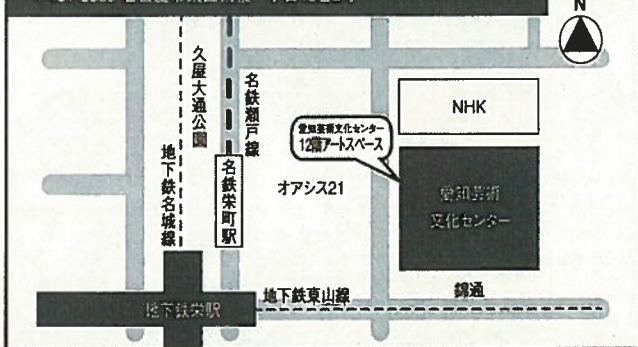 N
久屋大通公園
名鉄瀬戸線
NHK
愛知芸術文化センター
12階アートスペース
地下鉄名城線
名鉄栄町駅
オアシス21
愛知芸術
文化センター
地下鉄東山線
錦通
地下鉄栄駅